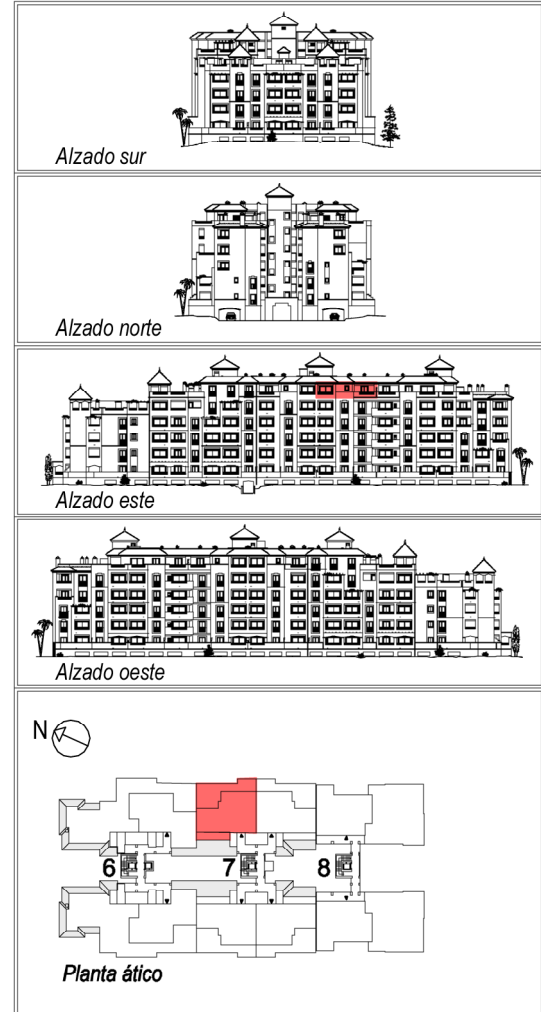 Alzado sur
Alzado norte
Alzado este
Alzado oeste
N
6 7 8
Planta ático